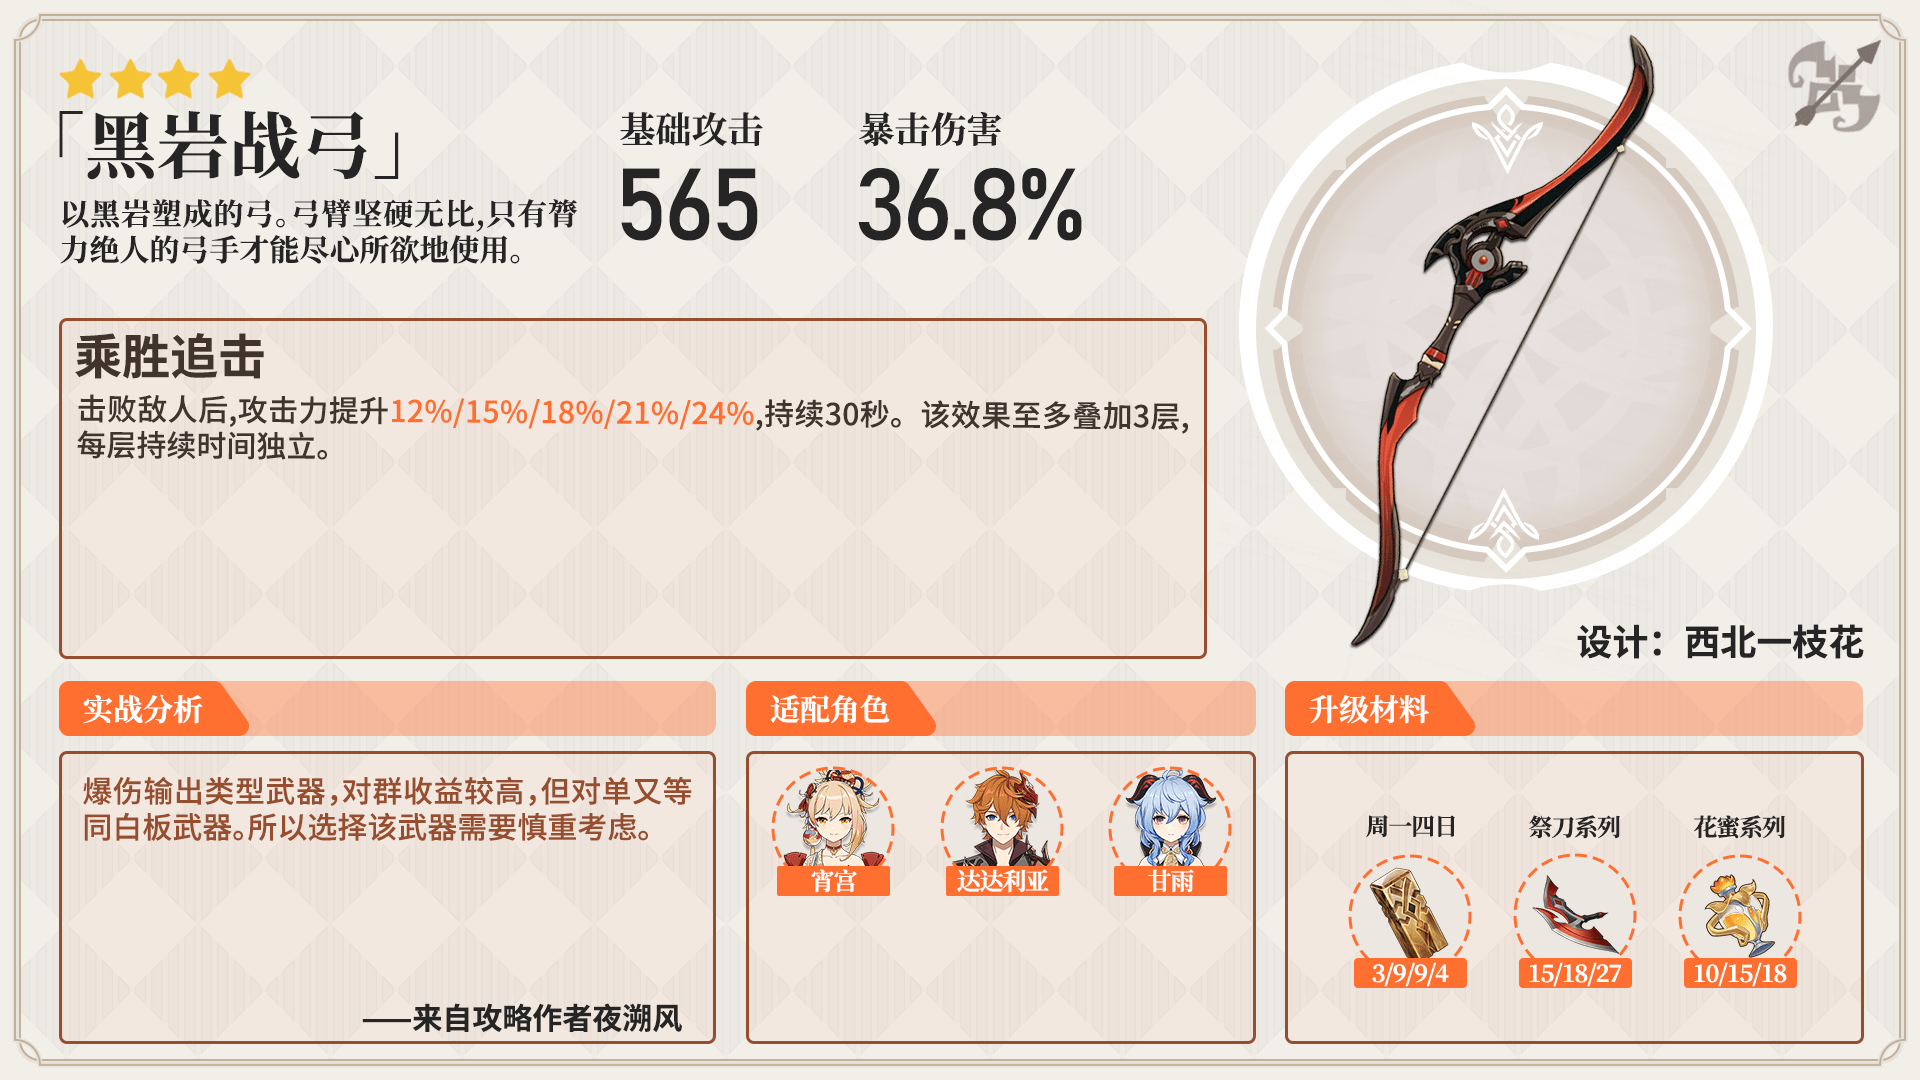 「黑岩战弓」
以黑岩塑成的弓。弓臂坚硬无比,只有膂
力绝人的弓手才能尽心所欲地使用。
基础攻击
565
暴击伤害
36.8%
乘胜追击
击败敌人后,攻击力提升12%/15%/18%/21%/24%,持续30秒。该效果至多叠加3层,
每层持续时间独立。
设计：西北一枝花
实战分析
爆伤输出类型武器,对群收益较高,但对单又等
同白板武器。所以选择该武器需要慎重考虑。
——来自攻略作者夜溯风
适配角色
宵宫
达达利亚
甘雨
升级材料
周一四日
祭刀系列
花蜜系列
3/9/9/4
15/18/27
10/15/18